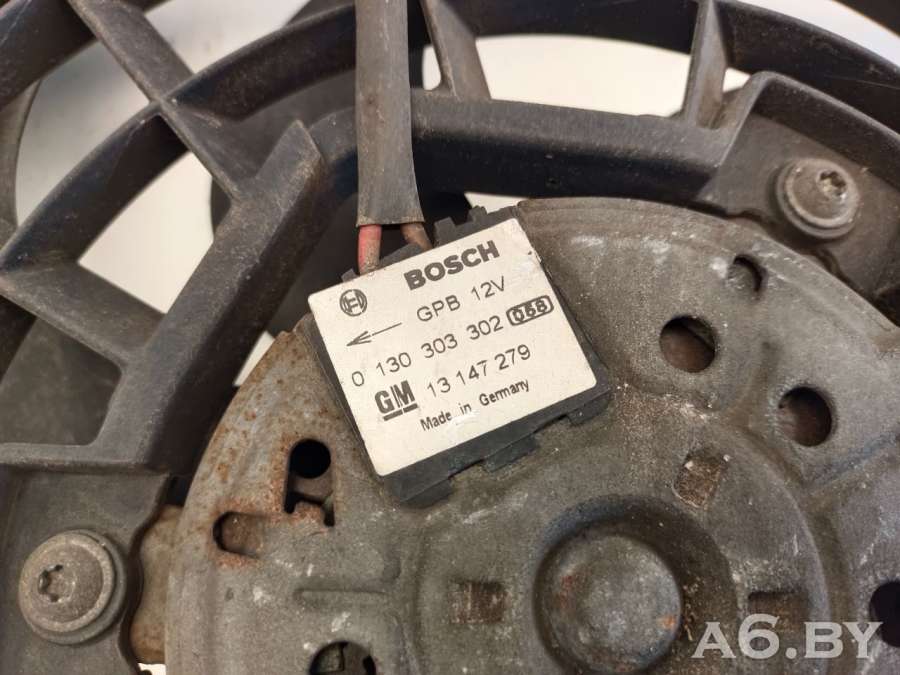 BOSCH
GPB 12V
0 130 303 302 068
GM 13 147 279
Made in Germany
A6.BY